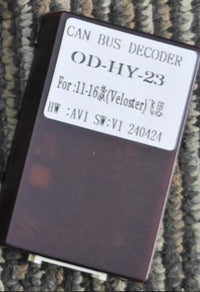 CAN BUS DECODER
OD-HY-23
For :11-16款(Veloster)飞思
HW :AV1 SW:V1 240424